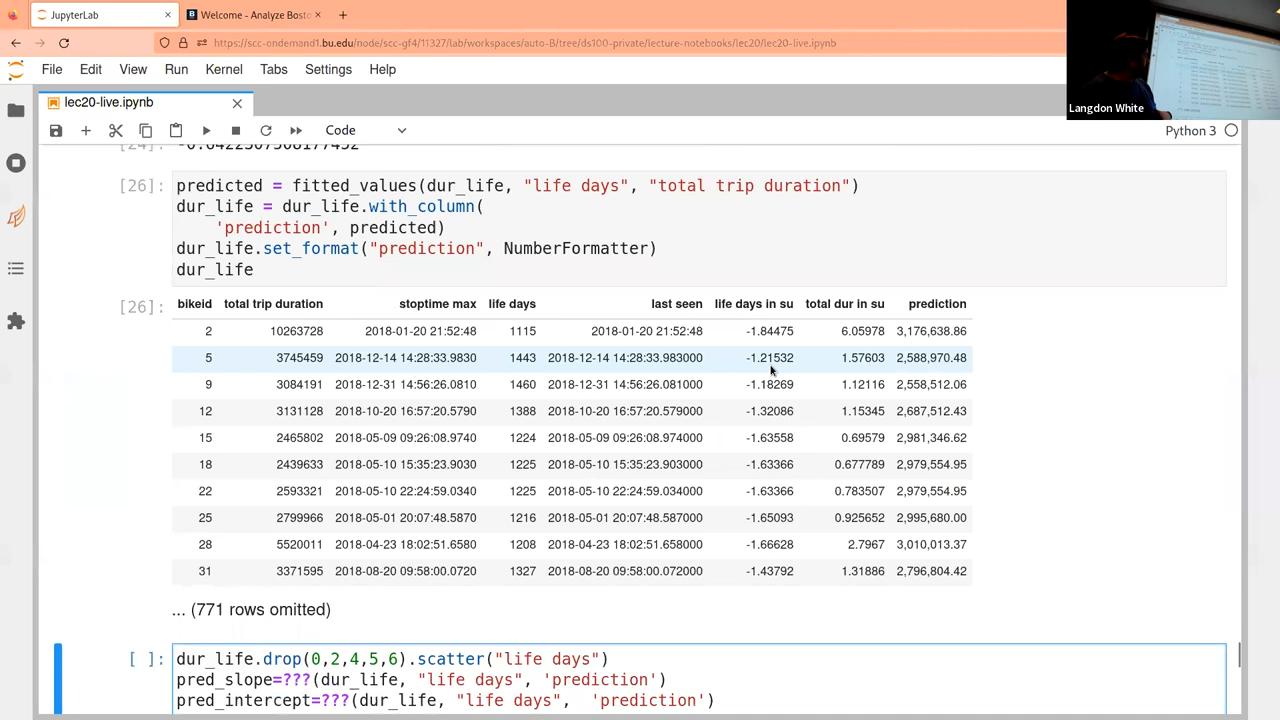 JupyterLab
Welcome - Analyze Bosto
https://scc-ondemand1.bu.edu/node/scc-gf4/11327/lab/workspaces/auto-B/tree/ds100-private/lecture-notebooks/lec20/lec20-live.ipynb
File Edit View Run Kernel Tabs Settings Help
Langdon White
lec20-live.ipynb
Code
Python 3
[26]:
predicted = fitted_values(dur_life, "life days", "total trip duration")
dur_life = dur_life.with_column(
'prediction', predicted)
dur_life.set_format("prediction", NumberFormatter)
dur_life
[26]:
bikeid total trip duration stoptime max life days last seen life days in su total dur in su prediction
2 10263728 2018-01-20 21:52:48 1115 2018-01-20 21:52:48 -1.84475 6.05978 3,176,638.86
5 3745459 2018-12-14 14:28:33.9830 1443 2018-12-14 14:28:33.983000 -1.21532 1.57603 2,588,970.48
9 3084191 2018-12-31 14:56:26.0810 1460 2018-12-31 14:56:26.081000 -1.18269 1.12116 2,558,512.06
12 3131128 2018-10-20 16:57:20.5790 1388 2018-10-20 16:57:20.579000 -1.32086 1.15345 2,687,512.43
15 2465802 2018-05-09 09:26:08.9740 1224 2018-05-09 09:26:08.974000 -1.63558 0.69579 2,981,346.62
18 2439633 2018-05-10 15:35:23.9030 1225 2018-05-10 15:35:23.903000 -1.63366 0.677789 2,979,554.95
22 2593321 2018-05-10 22:24:59.0340 1225 2018-05-10 22:24:59.034000 -1.63366 0.783507 2,979,554.95
25 2799966 2018-05-01 20:07:48.5870 1216 2018-05-01 20:07:48.587000 -1.65093 0.925652 2,995,680.00
28 5520011 2018-04-23 18:02:51.6580 1208 2018-04-23 18:02:51.658000 -1.66628 2.7967 3,010,013.37
31 3371595 2018-08-20 09:58:00.0720 1327 2018-08-20 09:58:00.072000 -1.43792 1.31886 2,796,804.42
... (771 rows omitted)
[ ]:
dur_life.drop(0,2,4,5,6).scatter("life days")
pred_slope=???(dur_life, "life days", 'prediction')
pred_intercept=???(dur_life, "life days", 'prediction')